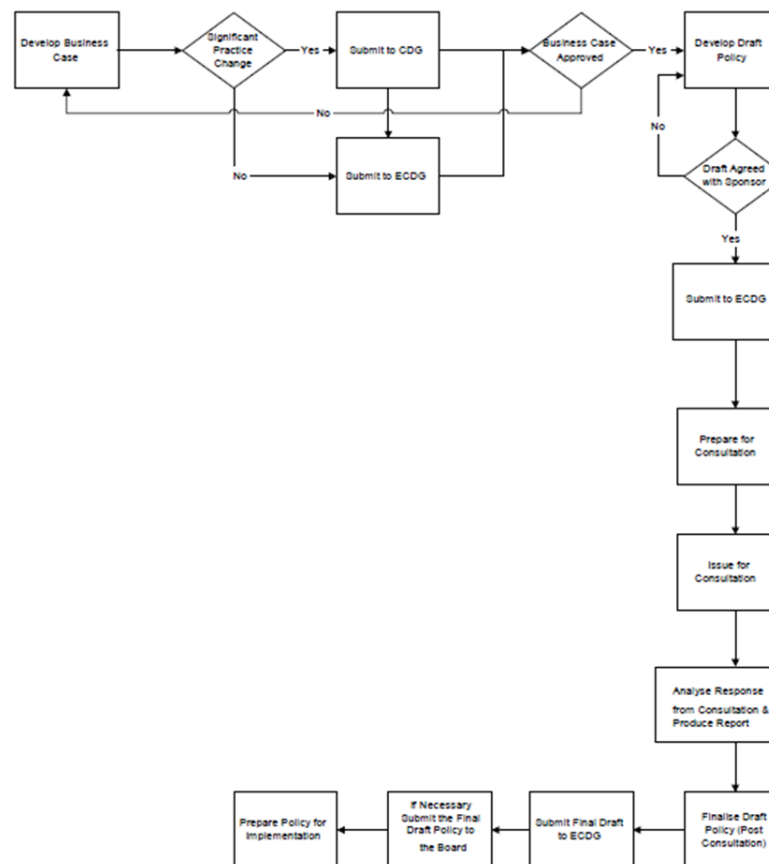 Develop Business
Case
Significant
Practice
Change
Yes
Submit to CDG
Business Case
Approved
Yes
Develop Draft
Policy
No
No
No
Submit to ECDG
Draft Agreed
with Sponsor
Yes
Submit to ECDG
Prepare for
Consultation
Issue for
Consultation
Analyse Response
from Consultation &
Produce Report
Prepare Policy for
Implementation
If Necessary
Submit the Final
Draft Policy to
the Board
Submit Final Draft
to ECDG
Finalise Draft
Policy (Post
Consultation)